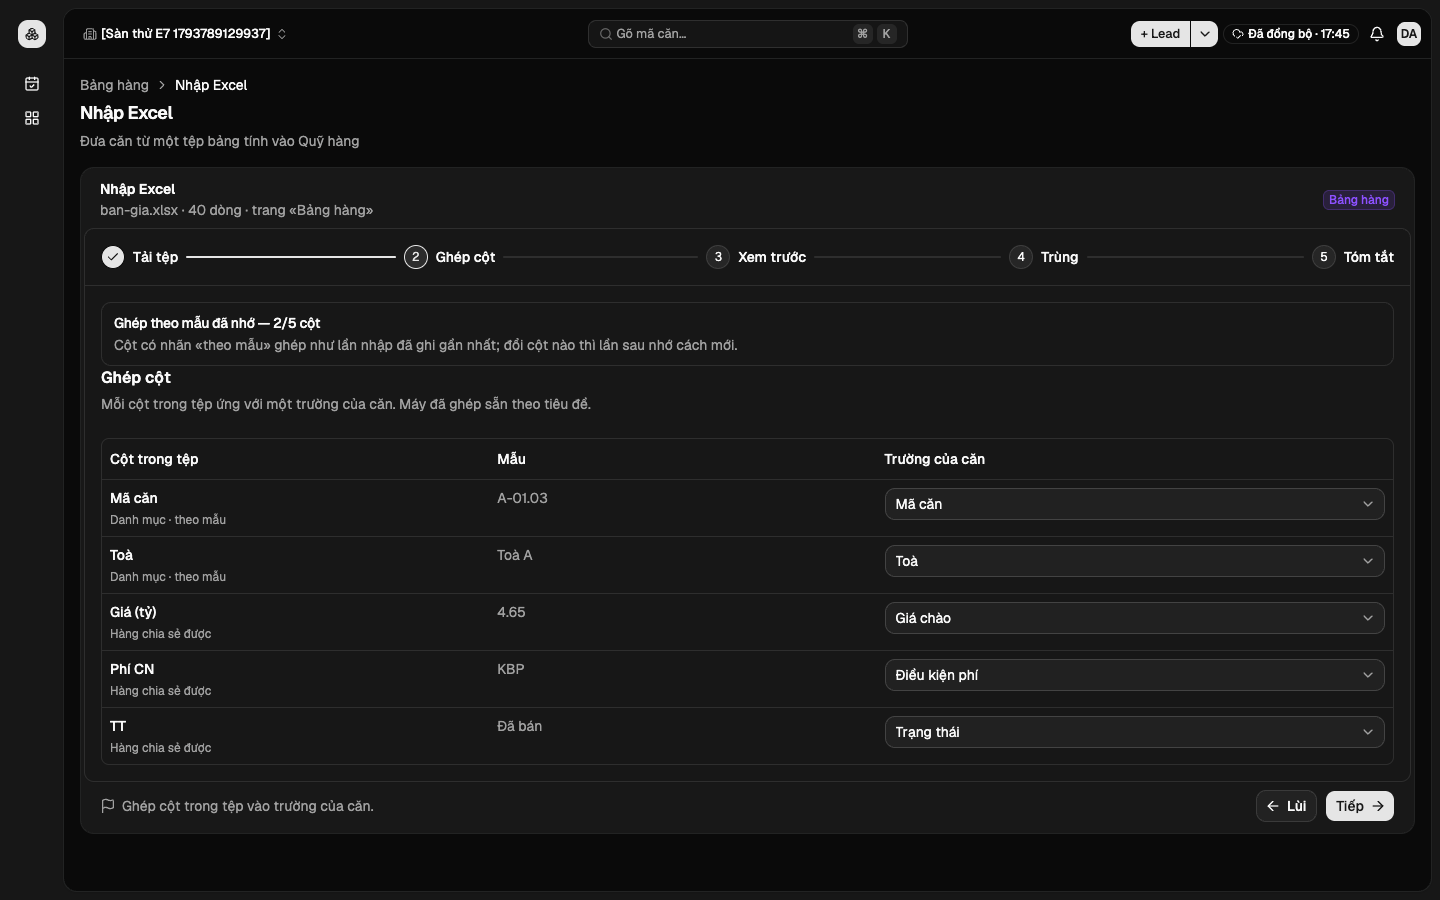 [Sàn thử E7 1793789129937]
Gõ mã căn...
⌘ K
+ Lead
Đã đồng bộ · 17:45
DA
Bảng hàng > Nhập Excel
Nhập Excel
Đưa căn từ một tệp bảng tính vào Quỹ hàng
Nhập Excel
ban-gia.xlsx · 40 dòng · trang «Bảng hàng»
Bảng hàng
Tải tệp
2 Ghép cột
3 Xem trước
4 Trùng
5 Tóm tắt
Ghép theo mẫu đã nhớ — 2/5 cột
Cột có nhãn «theo mẫu» ghép như lần nhập đã ghi gần nhất; đổi cột nào thì lần sau nhớ cách mới.
Ghép cột
Mỗi cột trong tệp ứng với một trường của căn. Máy đã ghép sẵn theo tiêu đề.
Cột trong tệp
Mẫu
Trường của căn
Mã căn
Danh mục · theo mẫu
A-01.03
Mã căn
Toà
Danh mục · theo mẫu
Toà A
Toà
Giá (tỷ)
Hàng chia sẻ được
4.65
Giá chào
Phí CN
Hàng chia sẻ được
KBP
Điều kiện phí
TT
Hàng chia sẻ được
Đã bán
Trạng thái
Ghép cột trong tệp vào trường của căn.
← Lùi
Tiếp →